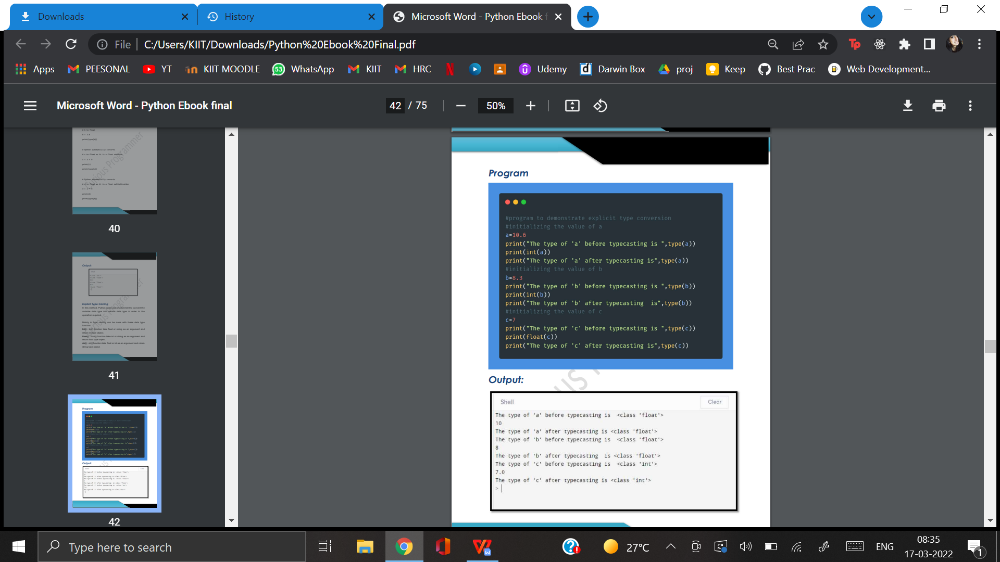 Downloads
History
Microsoft Word - Python Ebook f
File
C:/Users/KIIT/Downloads/Python%20Ebook%20Final.pdf
Tp
Apps
PEESONAL
YT
KIIT MOODLE
53
WhatsApp
KIIT
HRC
Udemy
Darwin Box
proj
Keep
Best Prac
Web Development...
Microsoft Word - Python Ebook final
42 / 75
50%
40
Output:
Explicit Type Casting
41
42
Program
#program to demonstrate explicit type conversion
#initializing the value of a
a=10.6
print("The type of 'a' before typecasting is ",type(a))
print(int(a))
print("The type of 'a' after typecasting is",type(a))
#initializing the value of b
b=8.3
print("The type of 'b' before typecasting is ",type(b))
print(int(b))
print("The type of 'b' after typecasting  is",type(b))
#initializing the value of c
c=7
print("The type of 'c' before typecasting is ",type(c))
print(float(c))
print("The type of 'c' after typecasting is",type(c))
Output:
Shell
Clear
The type of 'a' before typecasting is  <class 'float'>
10
The type of 'a' after typecasting is <class 'float'>
The type of 'b' before typecasting is  <class 'float'>
8
The type of 'b' after typecasting  is <class 'float'>
The type of 'c' before typecasting is  <class 'int'>
7.0
The type of 'c' after typecasting is <class 'int'>
>
Type here to search
27°C
ENG
08:35
17-03-2022
1